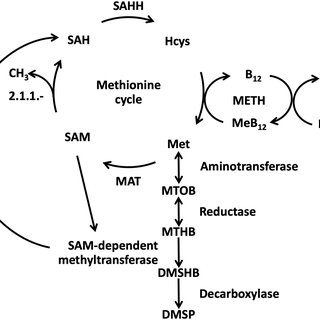 SAHH
SAH
Hcys
CH3
2.1.1.-
Methionine
cycle
B12
METH
MeB12
SAM
Met
MAT
Aminotransferase
MTOB
Reductase
MTHB
SAM-dependent
methyltransferase
DMSHB
Decarboxylase
DMSP